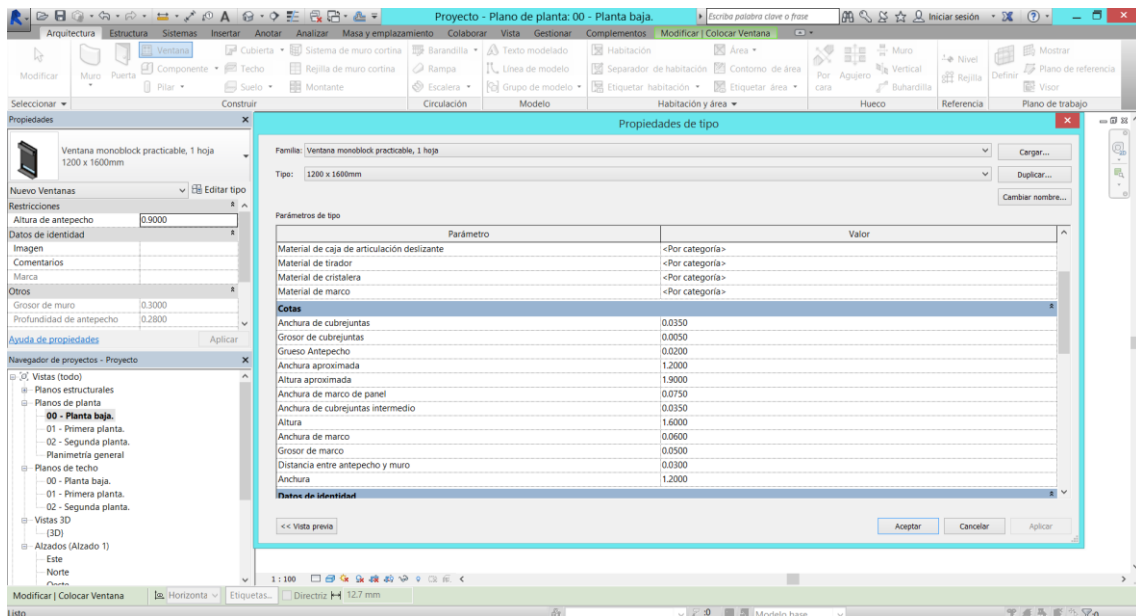 Proyecto - Plano de planta: 00 - Planta baja.
Escriba palabra clave o frase
Iniciar sesión
Arquitectura Estructura Sistemas Insertar Anotar Analizar Masa y emplazamiento Colaborar Vista Gestionar Complementos Modificar | Colocar Ventana
Modificar
Muro
Puerta
Ventana
Componente
Pilar
Cubierta
Techo
Suelo
Sistema de muro cortina
Rejilla de muro cortina
Montante
Barandilla
Rampa
Escalera
Texto modelado
Línea de modelo
Grupo de modelo
Habitación
Separador de habitación
Etiquetar habitación
Área
Contorno de área
Etiquetar área
Por cara
Agujero
Muro
Vertical
Buhardilla
Nivel
Rejilla
Definir
Mostrar
Plano de referencia
Visor
Seleccionar Construir Circulación Modelo Habitación y área Hueco Referencia Plano de trabajo
Propiedades
Ventana monoblock practicable, 1 hoja
1200 x 1600mm
Nuevo Ventanas Editar tipo
Restricciones
Altura de antepecho 0.9000
Datos de identidad
Imagen
Comentarios
Marca
Otros
Grosor de muro 0.3000
Profundidad de antepecho 0.2800
Ayuda de propiedades Aplicar
Navegador de proyectos - Proyecto
Vistas (todo)
Planos estructurales
Planos de planta
00 - Planta baja.
01 - Primera planta.
02 - Segunda planta.
Planimetría general
Planos de techo
00 - Planta baja.
01 - Primera planta.
02 - Segunda planta.
Vistas 3D
{3D}
Alzados (Alzado 1)
Este
Norte
Oeste
Propiedades de tipo
Familia: Ventana monoblock practicable, 1 hoja Cargar...
Tipo: 1200 x 1600mm Duplicar...
Cambiar nombre...
Parámetros de tipo
Parámetro Valor
Material de caja de articulación deslizante <Por categoría>
Material de tirador <Por categoría>
Material de cristalera <Por categoría>
Material de marco <Por categoría>
Cotas
Anchura de cubrejuntas 0.0350
Grosor de cubrejuntas 0.0050
Grueso Antepecho 0.0200
Anchura aproximada 1.2000
Altura aproximada 1.9000
Anchura de marco de panel 0.0750
Anchura de cubrejuntas intermedio 0.0350
Altura 1.6000
Anchura de marco 0.0600
Grosor de marco 0.0500
Distancia entre antepecho y muro 0.0300
Anchura 1.2000
Datos de identidad
<< Vista previa Aceptar Cancelar Aplicar
1 : 100
Modificar | Colocar Ventana Horizonta Etiquetas... Directriz 12.7 mm
Listo :0 Modelo base :0